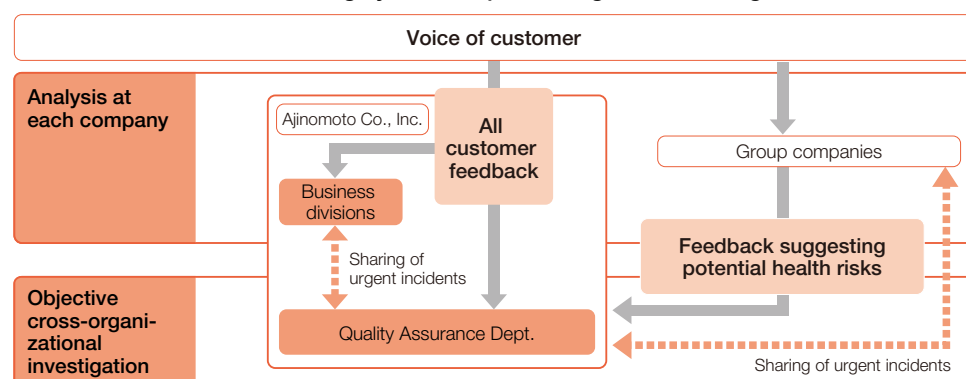 Voice of customer
Analysis at
each company
Ajinomoto Co., Inc.
All
customer
feedback
Group companies
Business
divisions
Sharing of
urgent incidents
Feedback suggesting
potential health risks
Objective
cross-organi-
zational
investigation
Quality Assurance Dept.
Sharing of urgent incidents